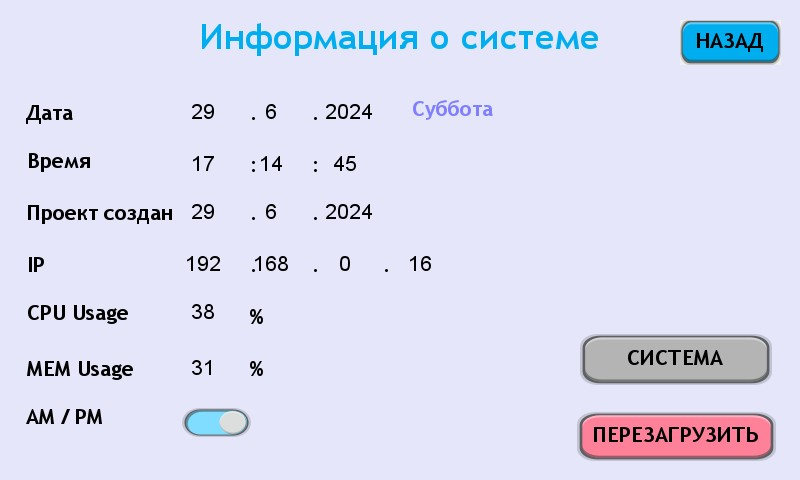 Информация о системе
НАЗАД
Дата 29 . 6 . 2024 Суббота
Время 17 : 14 : 45
Проект создан 29 . 6 . 2024
IP 192 . 168 . 0 . 16
CPU Usage 38 %
MEM Usage 31 %
СИСТЕМА
AM / PM
ПЕРЕЗАГРУЗИТЬ